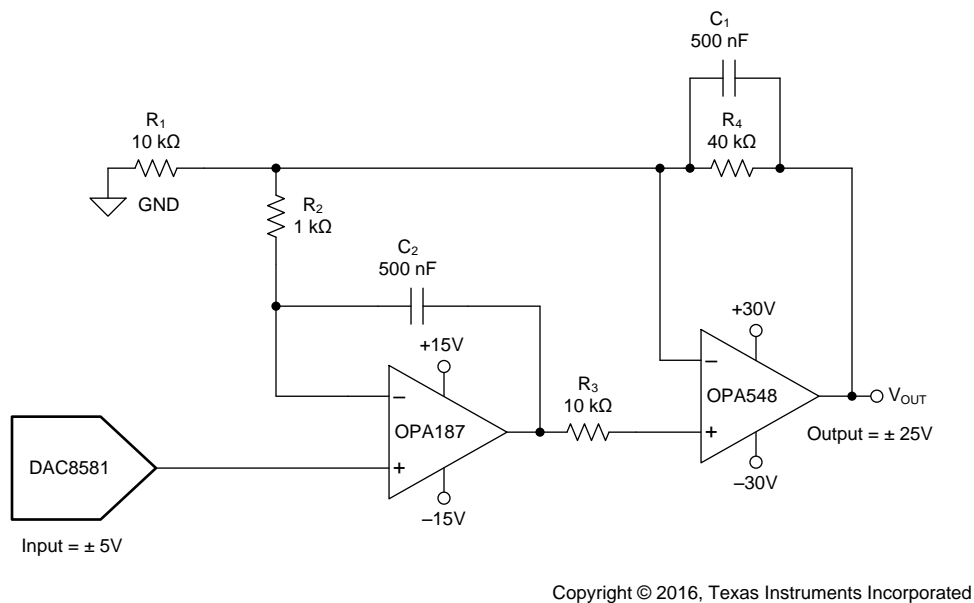 C1
500 nF
R1
10 kΩ
R4
40 kΩ
GND
R2
1 kΩ
C2
500 nF
+30V
+15V
−
OPA548
VOUT
R3
10 kΩ
−
OPA187
+
Output = ± 25V
DAC8581
+
−30V
−15V
Input = ± 5V
Copyright © 2016, Texas Instruments Incorporated